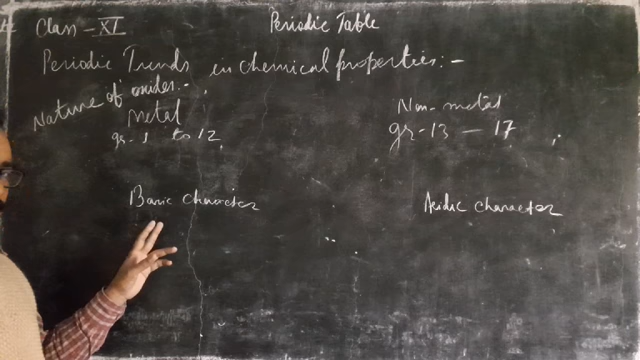 Class - XI
Periodic Table
Periodic Trends in chemical properties:-
Nature of oxides:-
metal
gr-1 to 12
Non-metal
gr-13 - 17
Basic character
Acidic character